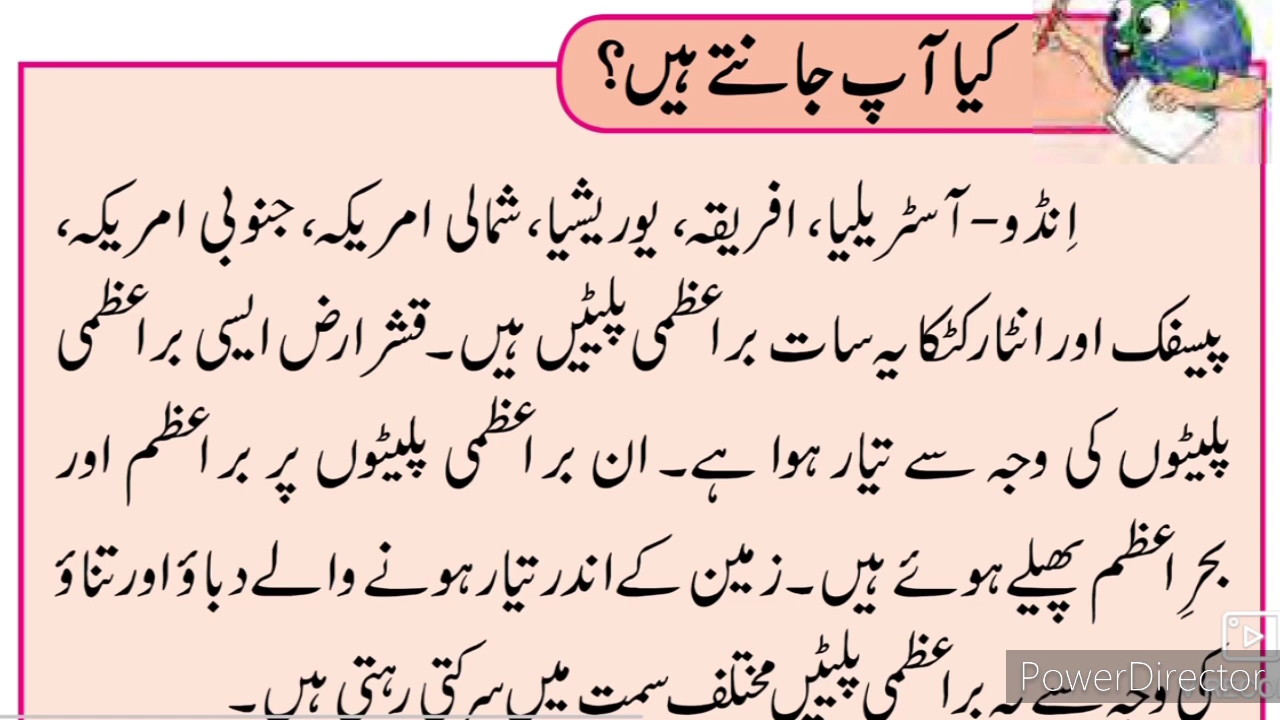 کیا آپ جانتے ہیں؟
اِنڈو-آسٹریلیا، افریقہ، یوریشیا، شمالی امریکہ، جنوبی امریکہ،
پیسفک اور انٹارکٹکا یہ سات براعظمی پلیٹیں ہیں۔ قشر ارض ایسی براعظمی
پلیٹوں کی وجہ سے تیار ہوا ہے۔ ان براعظمی پلیٹوں پر براعظم اور
بحرِ اعظم پھیلے ہوئے ہیں۔ زمین کے اندر تیار ہونے والے دباؤ اور تناؤ
کی وجہ سے یہ براعظمی پلیٹیں مختلف سمت میں سرکتی رہتی ہیں۔
PowerDirector